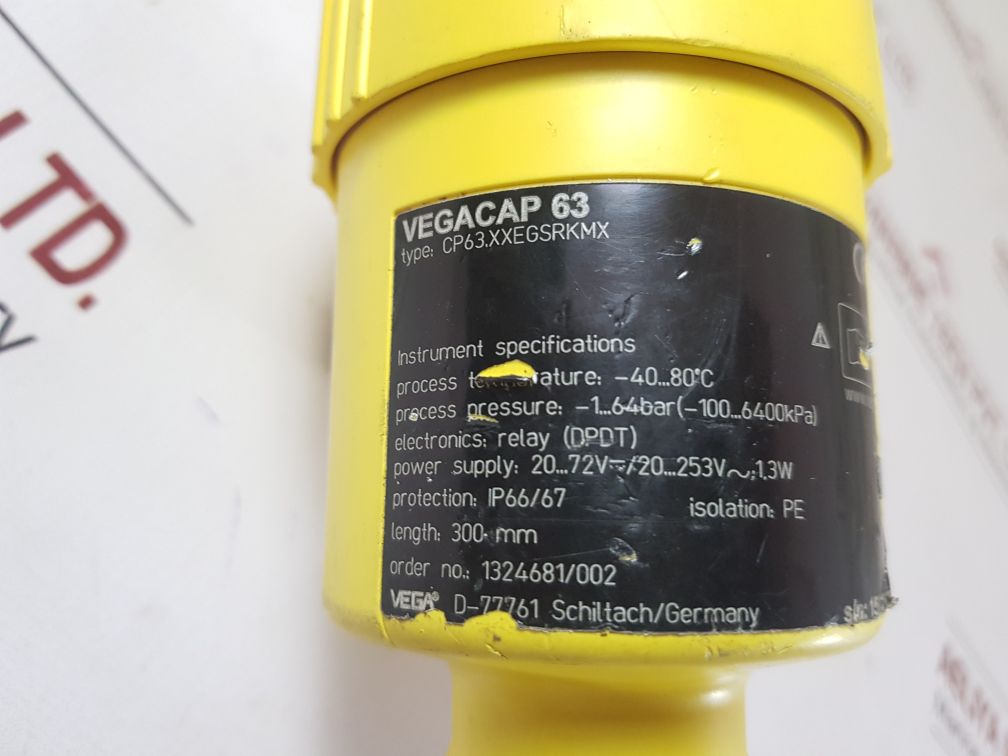 VEGACAP 63
type: CP63.XXEGSRKMX
Instrument specifications
process temperature: -40...80°C
process pressure: -1...64bar(-100...6400kPa)
electronics: relay (DPDT)
power supply: 20...72V⎓/20...253V~;1,3W
protection: IP66/67 isolation: PE
length: 300 mm
order no.: 1324681/002
VEGA® D-77761 Schiltach/Germany
s/n:
LTD.